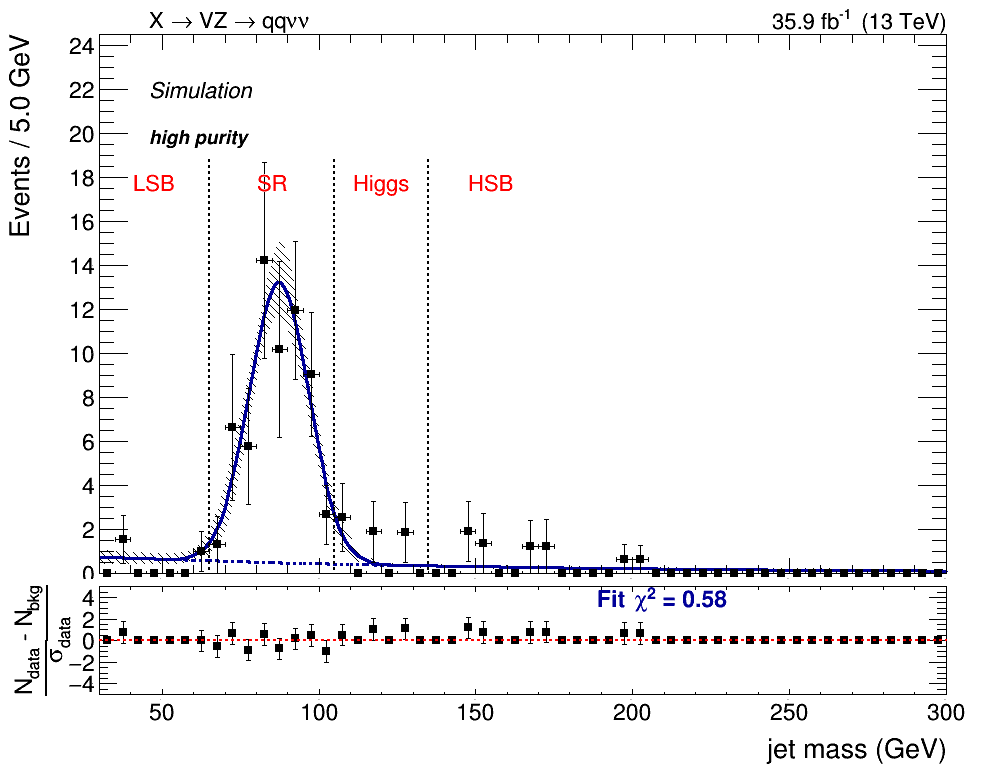 X → VZ → qqνν
35.9 fb⁻¹ (13 TeV)
Events / 5.0 GeV
Simulation
high purity
LSB SR Higgs HSB
24
22
20
18
16
14
12
10
8
6
4
2
0
Fit χ² = 0.58
N_data - N_bkg
σ_data
4
2
0
−2
−4
50 100 150 200 250 300
jet mass (GeV)